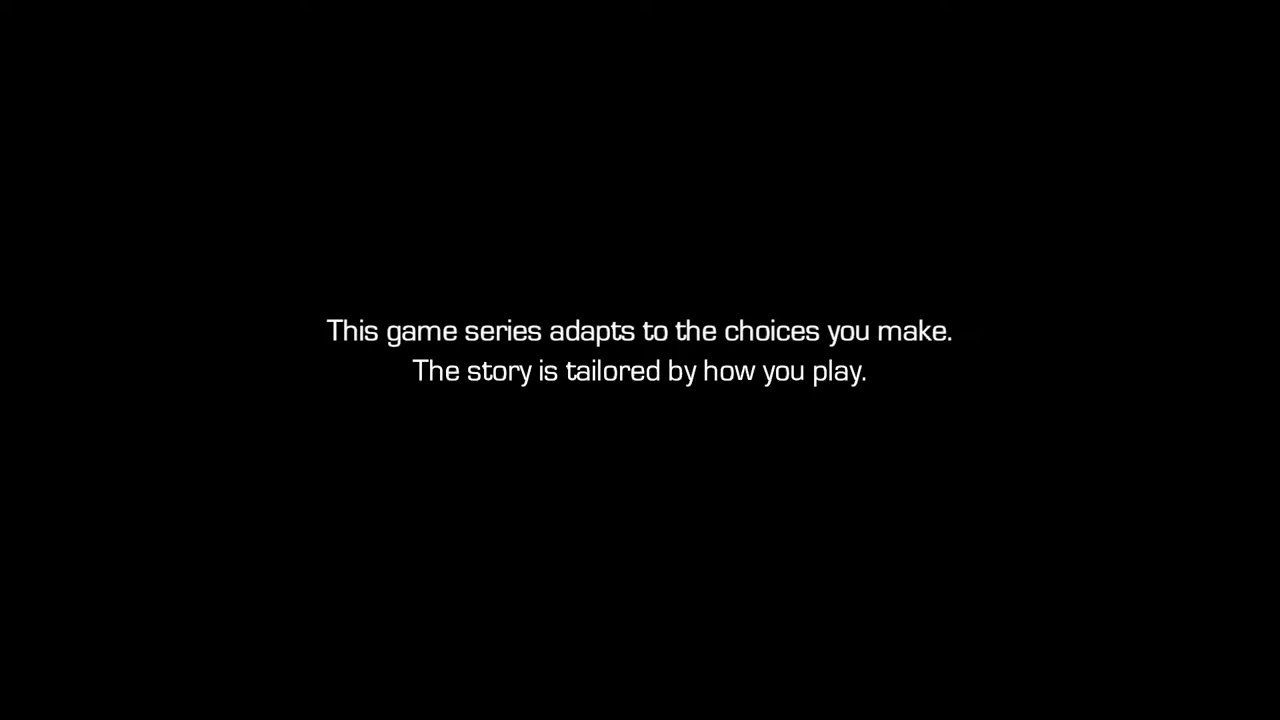 This game series adapts to the choices you make.
The story is tailored by how you play.